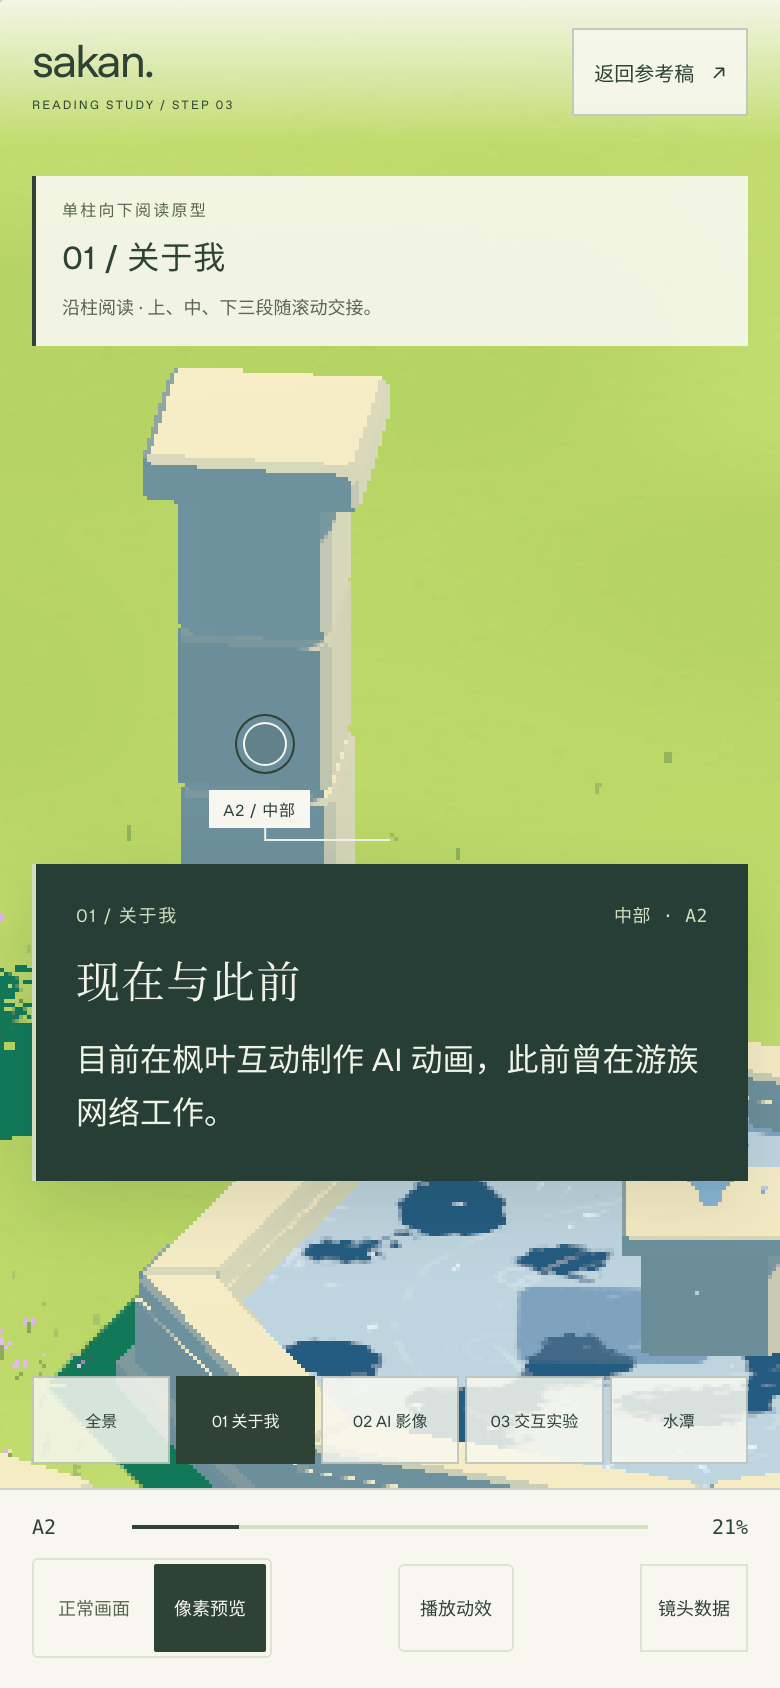 sakan.
返回参考稿 ↗
READING STUDY / STEP 03
单柱向下阅读原型
01 / 关于我
沿柱阅读 · 上、中、下三段随滚动交接。
A2 / 中部
01 / 关于我
中部 · A2
现在与此前
目前在枫叶互动制作 AI 动画，此前曾在游族
网络工作。
全景
01 关于我
02 AI 影像
03 交互实验
水潭
A2
21%
正常画面
像素预览
播放动效
镜头数据